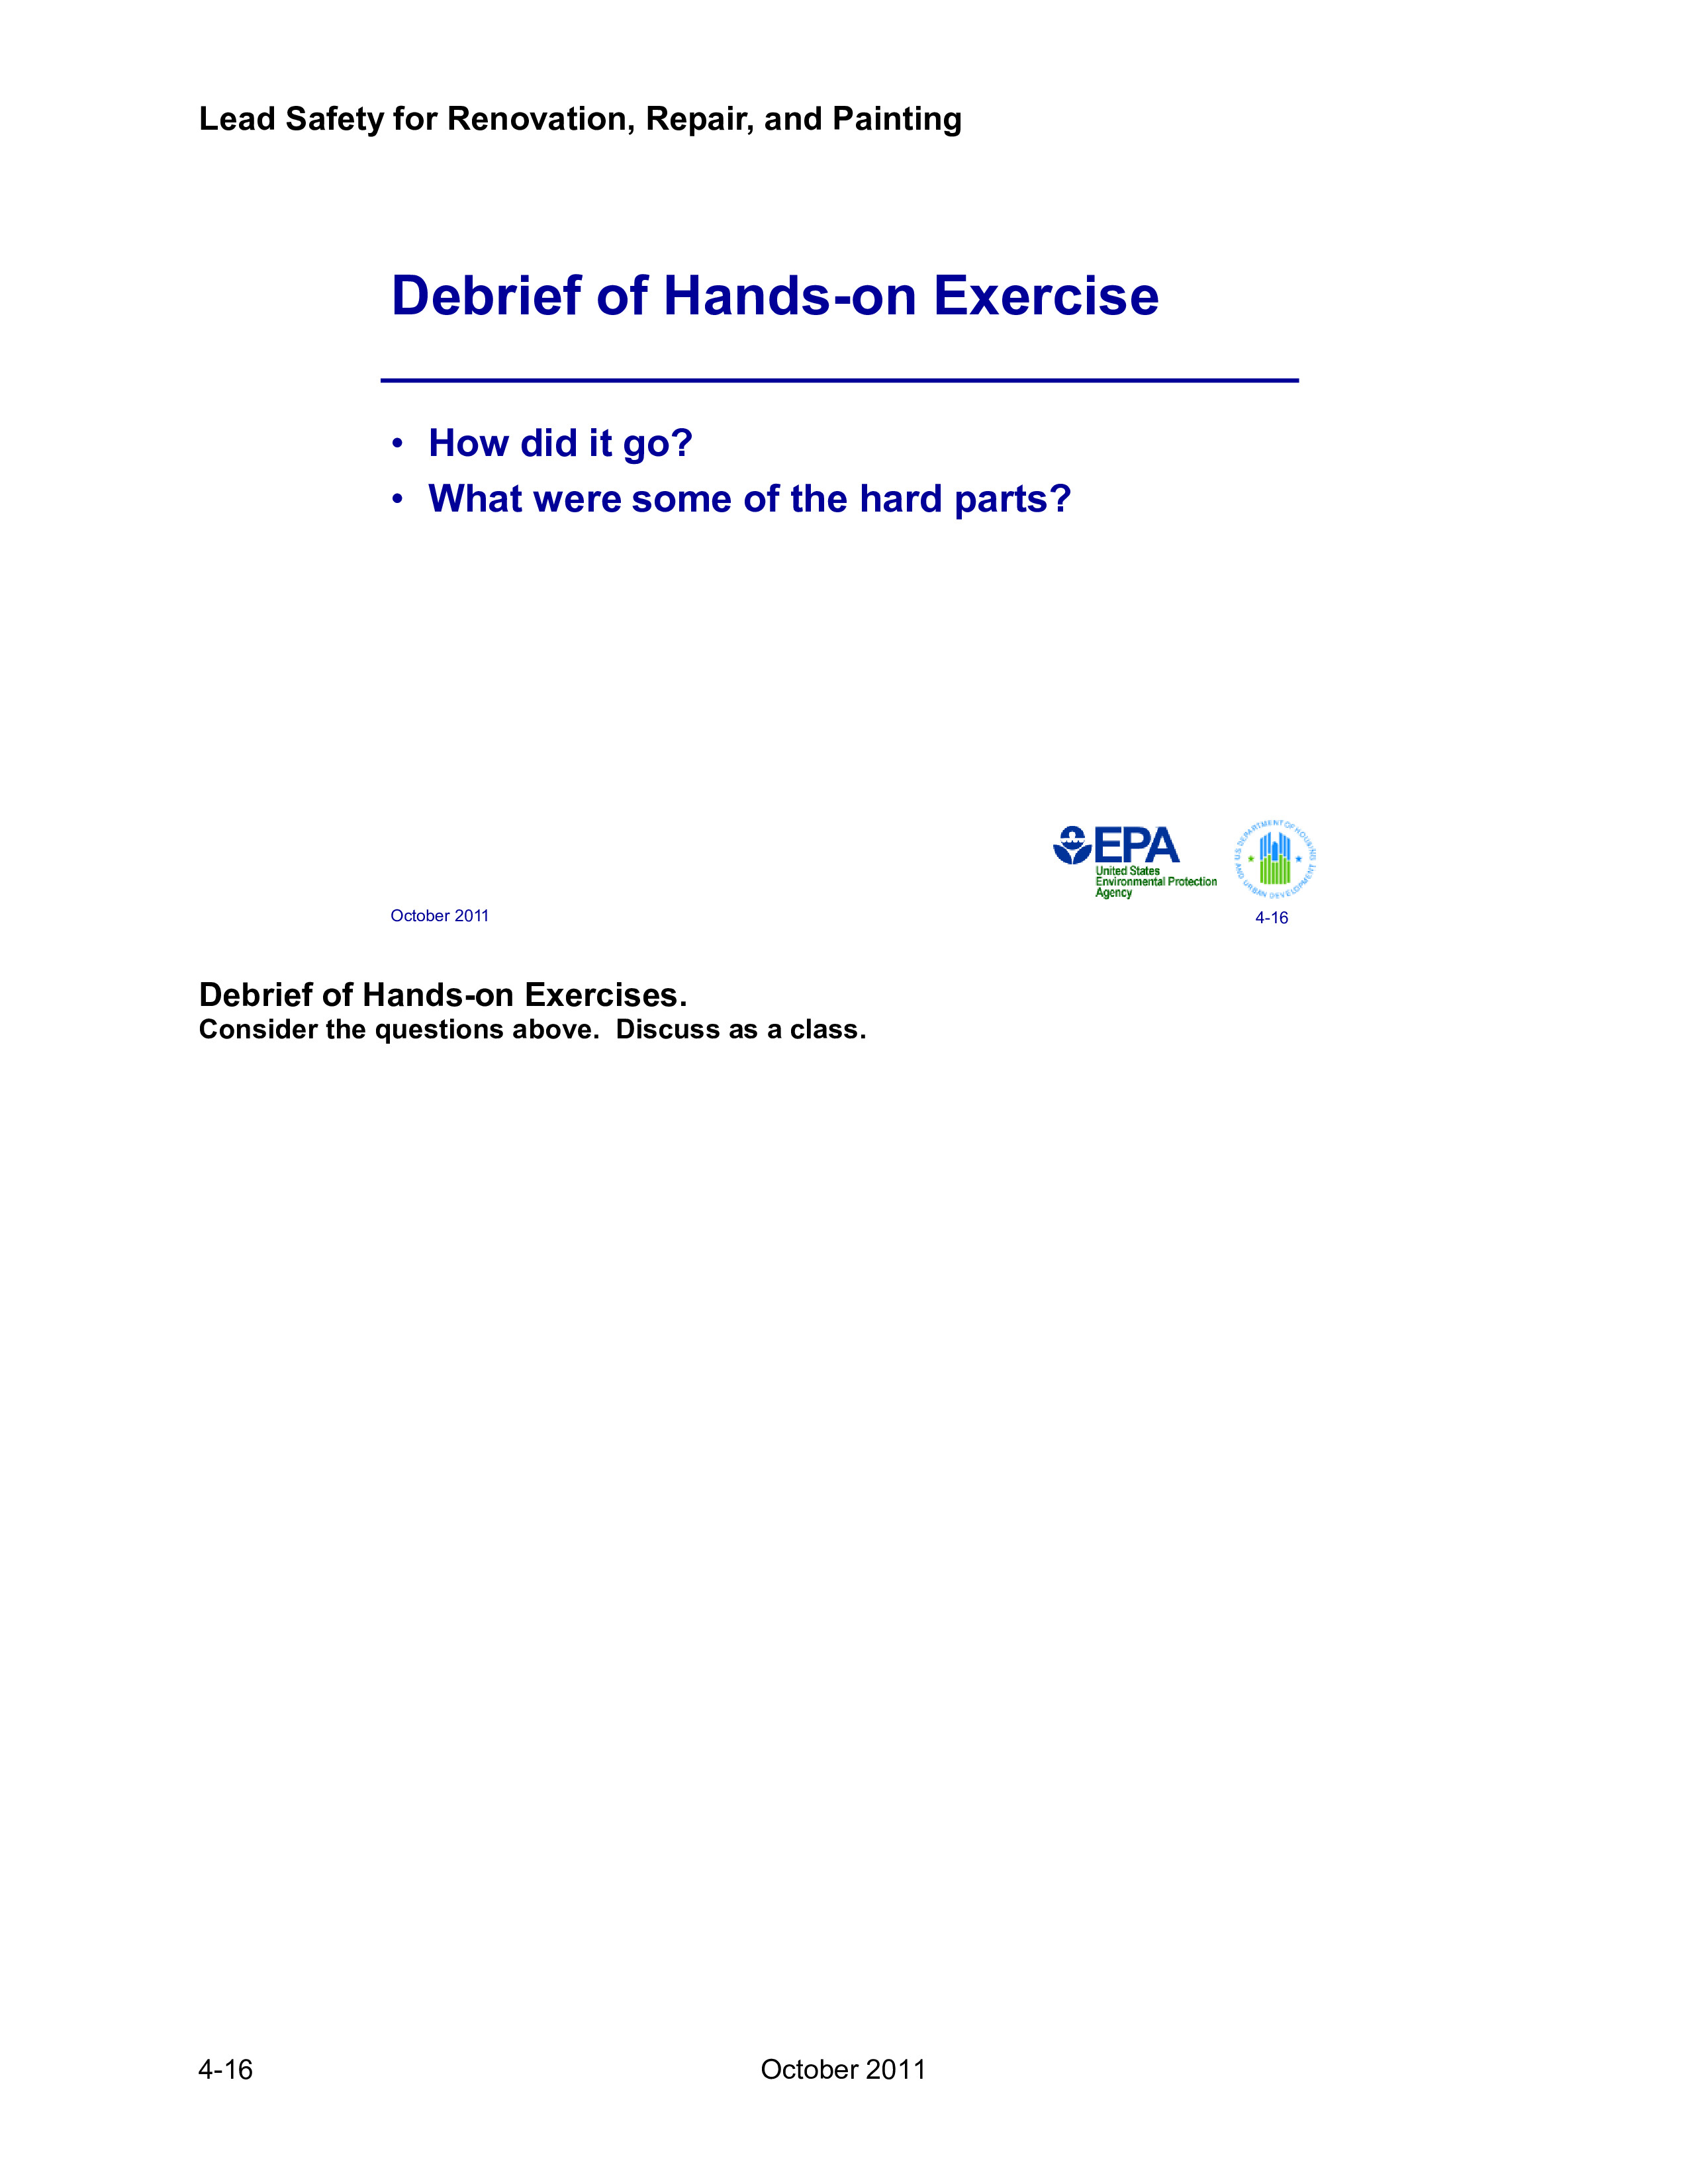 Lead Safety for Renovation, Repair, and Painting
Debrief of Hands-on Exercise
• How did it go?
• What were some of the hard parts?
EPA
United States
Environmental Protection
Agency
U.S. DEPARTMENT OF HOUSING AND URBAN DEVELOPMENT
October 2011
4-16
Debrief of Hands-on Exercises.
Consider the questions above.  Discuss as a class.
4-16
October 2011